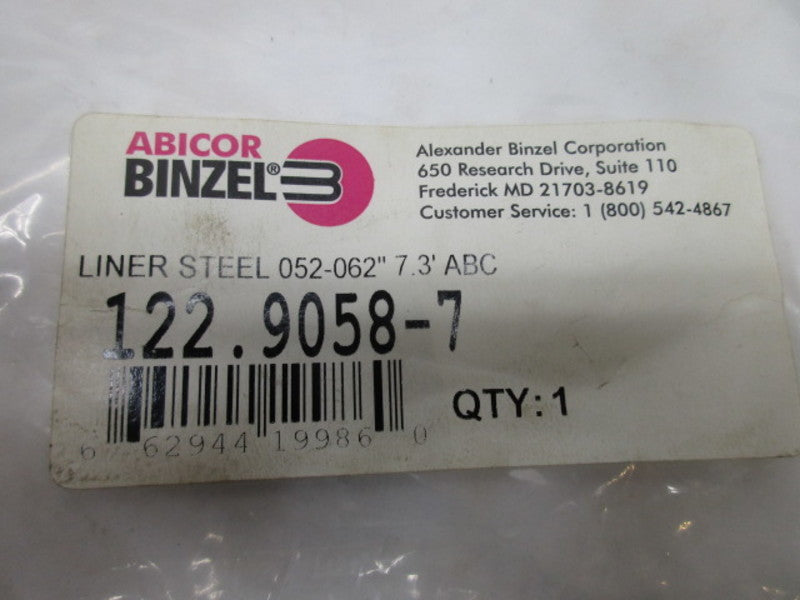 ABICOR
BINZEL®
Alexander Binzel Corporation
650 Research Drive, Suite 110
Frederick MD 21703-8619
Customer Service: 1 (800) 542-4867
LINER STEEL 052-062" 7.3' ABC
122.9058-7
QTY: 1
6 62944 19986 0